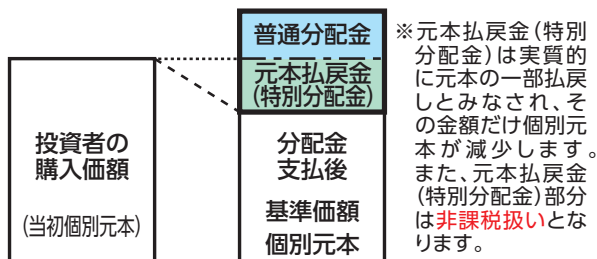 普通分配金
元本払戻金
(特別分配金)
投資者の
購入価額
(当初個別元本)
分配金
支払後
基準価額
個別元本
※元本払戻金(特別
分配金)は実質的
に元本の一部払戻
しとみなされ、そ
の金額だけ個別元
本が減少します。
また、元本払戻金
(特別分配金)部分
は非課税扱いとな
ります。